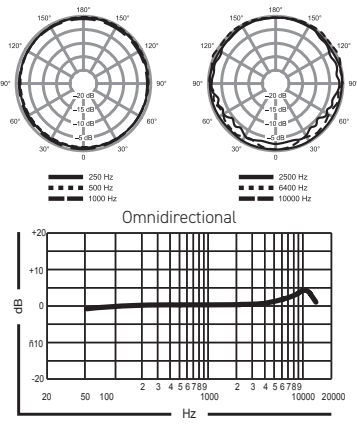 180° 180°
150° 150° 150° 150°
120° 120° 120° 120°
90° 90° 90° 90°
–20 dB –20 dB
–15 dB –15 dB
–10 dB –10 dB
–5 dB –5 dB
60° 60° 60° 60°
30° 30° 30° 30°
0 0
250 Hz 2500 Hz
500 Hz 6400 Hz
1000 Hz 10000 Hz
Omnidirectional
+20
+10
dB
0
ñ10
-20
2 3 4 5 6 7 8 9 2 3 4 5 6 7 8 9
20 50 100 1000 10000 20000
Hz